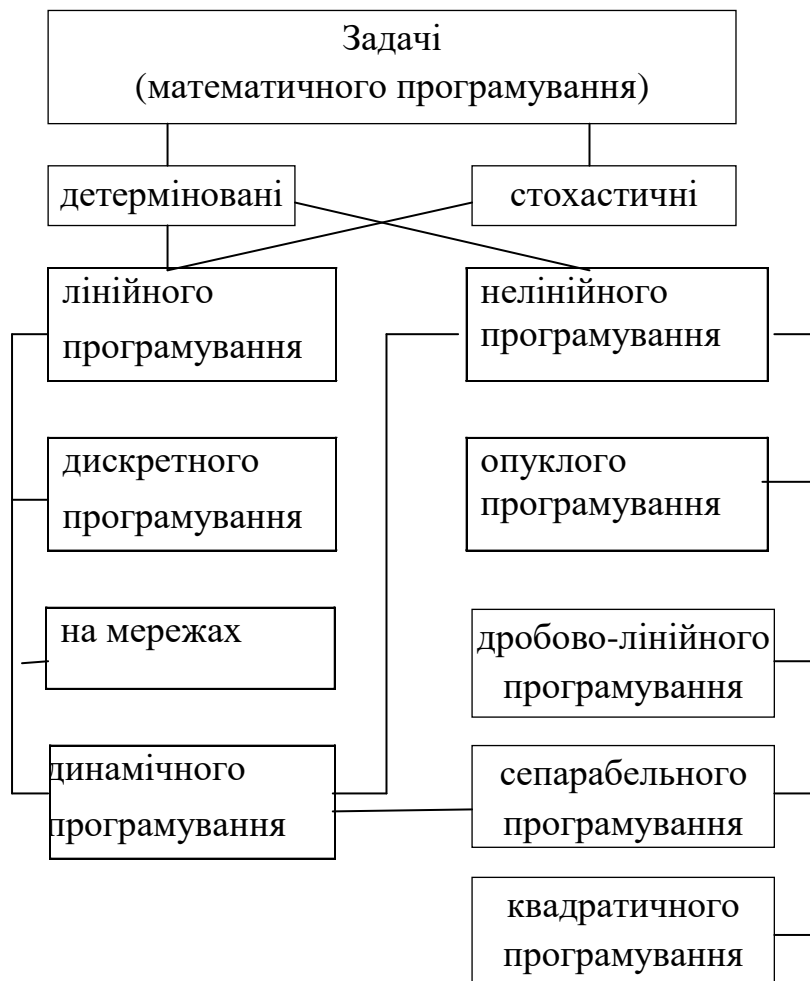 Задачі
(математичного програмування)
детерміновані
стохастичні
лінійного
програмування
нелінійного
програмування
дискретного
програмування
опуклого
програмування
на мережах
дробово-лінійного
програмування
динамічного
програмування
сепарабельного
програмування
квадратичного
програмування